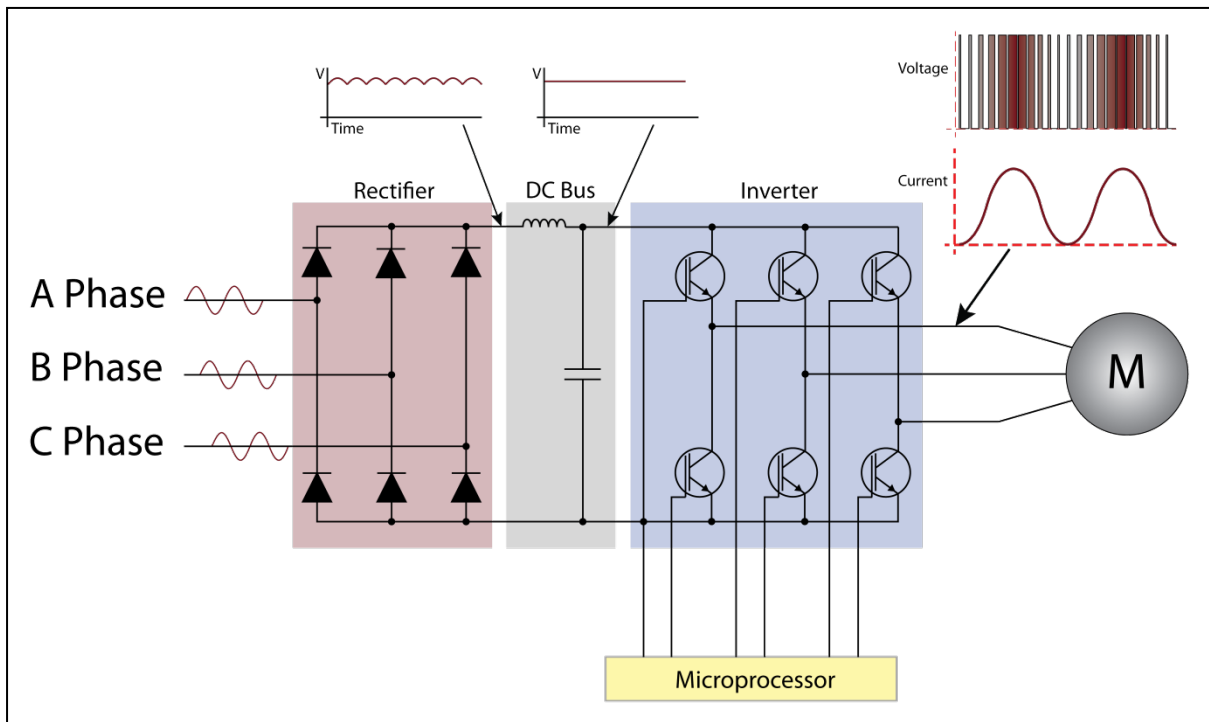 V
Time
V
Time
Voltage
Current
Rectifier
DC Bus
Inverter
A Phase
B Phase
C Phase
M
Microprocessor